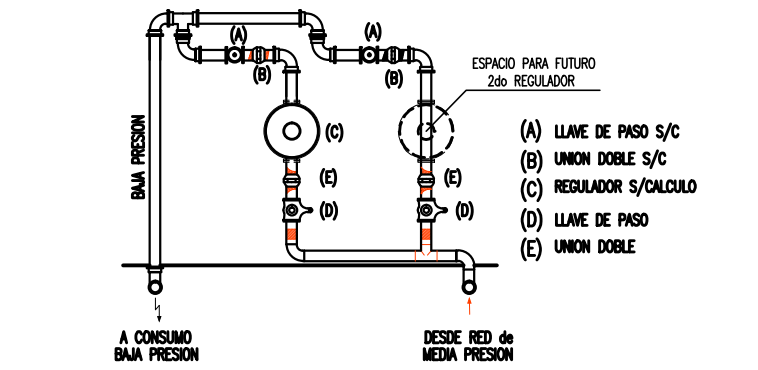 (A)
(A)
(B)
(B)
ESPACIO PARA FUTURO
2do REGULADOR
BAJA PRESION
(C)
(E)
(E)
(D)
(D)
(A) LLAVE DE PASO S/C
(B) UNION DOBLE S/C
(C) REGULADOR S/CALCULO
(D) LLAVE DE PASO
(E) UNION DOBLE
A CONSUMO
BAJA PRESION
DESDE RED de
MEDIA PRESION